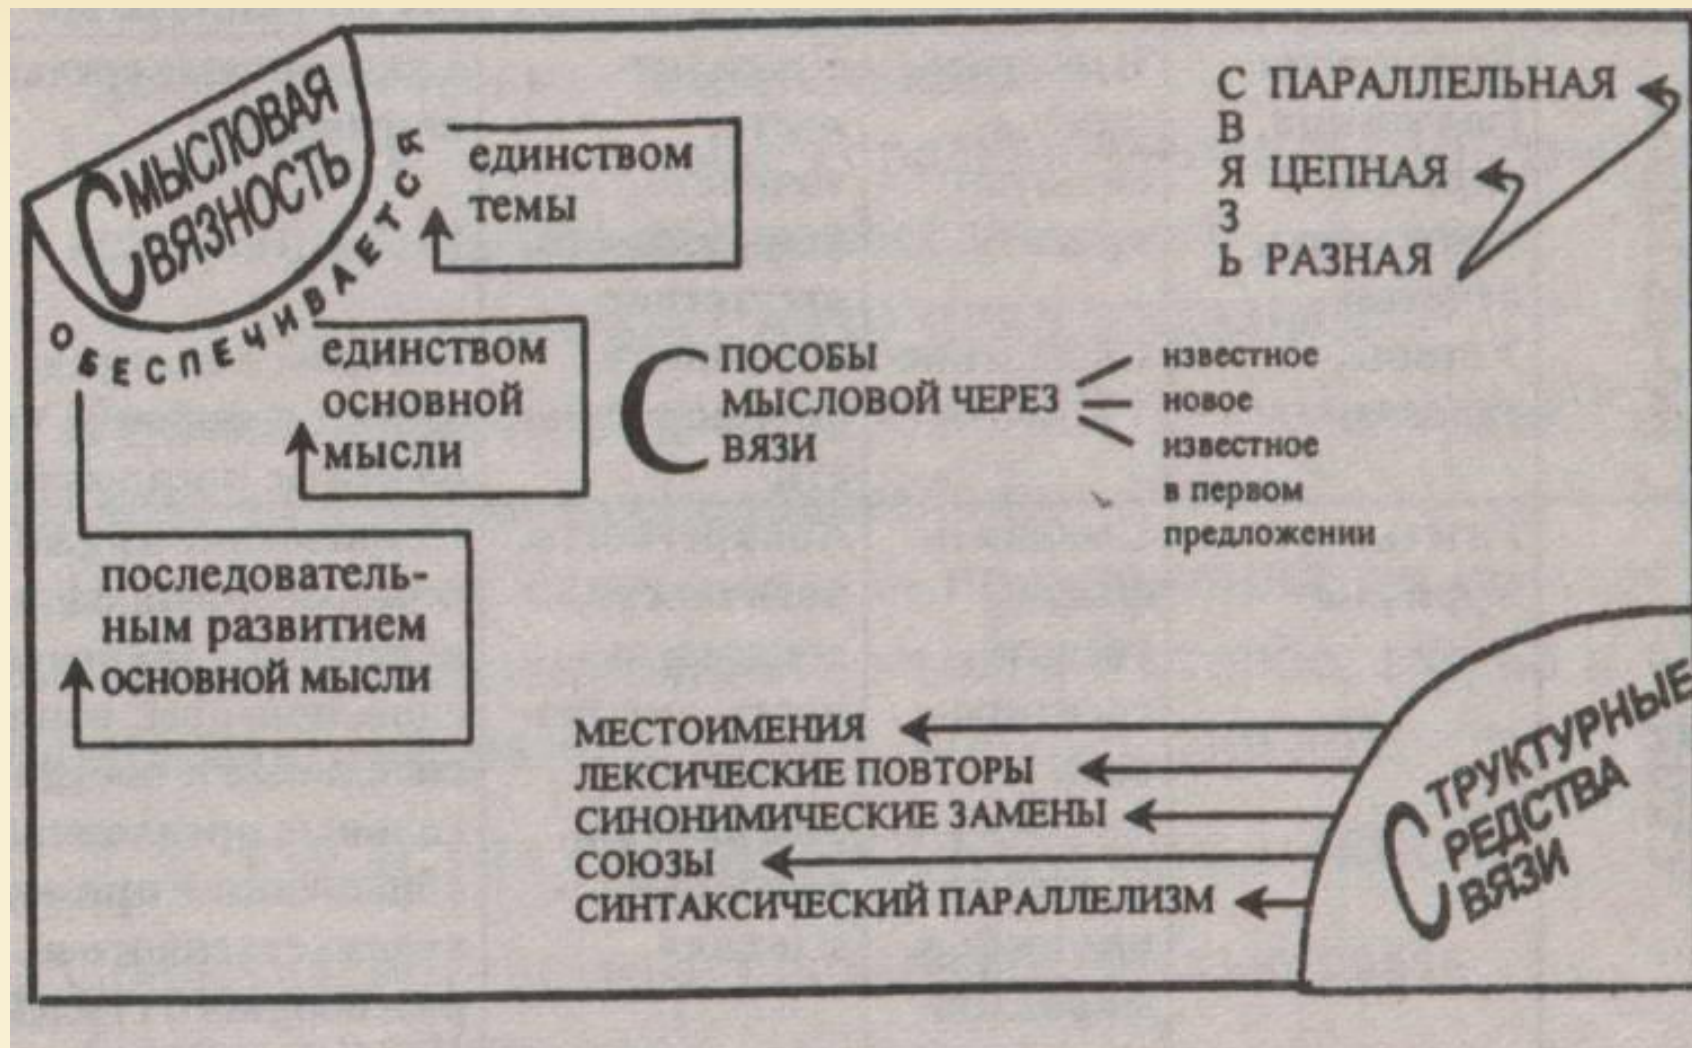 СМЫСЛОВАЯ
СВЯЗНОСТЬ
ОБЕСПЕЧИВАЕТСЯ
единством
темы
единством
основной
мысли
последователь-
ным развитием
основной мысли
СВЯЗЬ
ПАРАЛЛЕЛЬНАЯ
ЦЕПНАЯ
РАЗНАЯ
СПОСОБЫ
СМЫСЛОВОЙ ЧЕРЕЗ
СВЯЗИ
известное
новое
известное
в первом
предложении
МЕСТОИМЕНИЯ
ЛЕКСИЧЕСКИЕ ПОВТОРЫ
СИНОНИМИЧЕСКИЕ ЗАМЕНЫ
СОЮЗЫ
СИНТАКСИЧЕСКИЙ ПАРАЛЛЕЛИЗМ
СТРУКТУРНЫЕ
СРЕДСТВА
СВЯЗИ